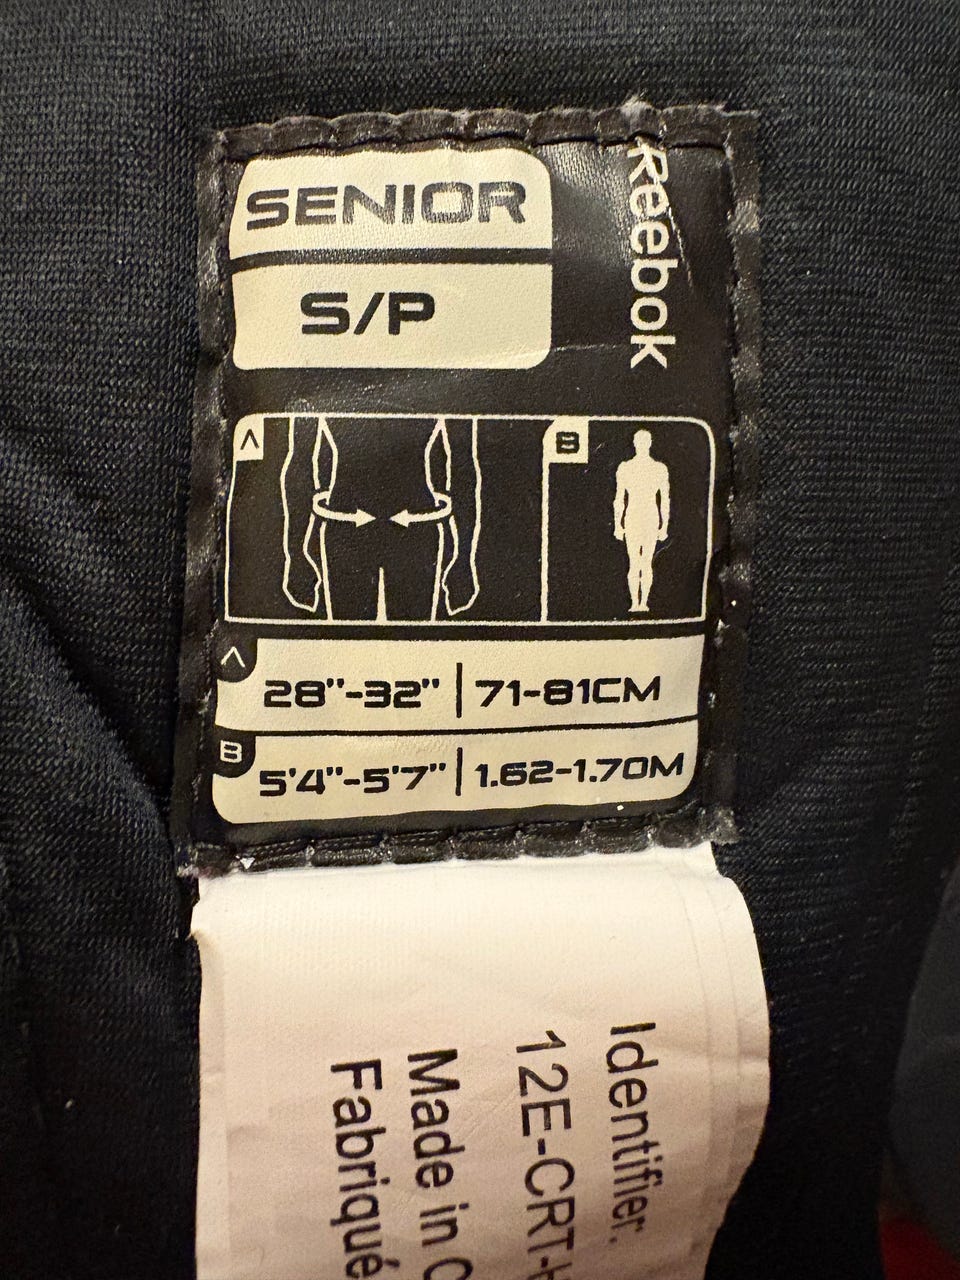 SENIOR
S/P
Reebok
A
B
A
28"-32" | 71-81CM
B
5'4"-5'7" | 1.62-1.70M
Identifier.
12E-CRT-
Made in
Fabriqué